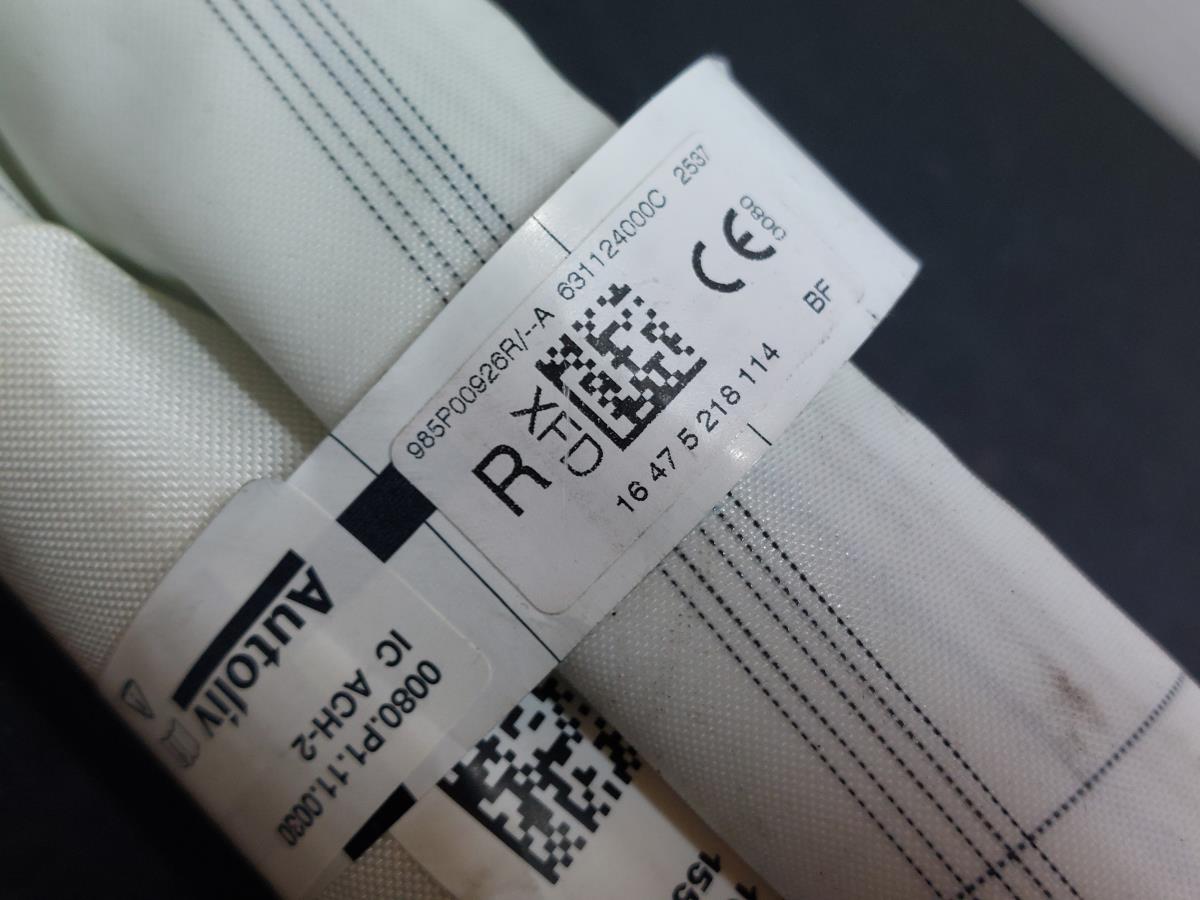 985P00926R/--A 631124000C 2537
R
CE 0080
BF
16 47 5 218 114
Autoliv
IC ACH-2
0080.P1.11.0030